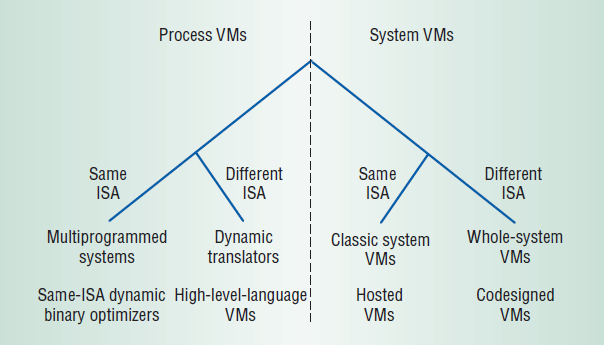 Process VMs
System VMs
Same
ISA
Different
ISA
Same
ISA
Different
ISA
Multiprogrammed
systems
Dynamic
translators
Classic system
VMs
Whole-system
VMs
Same-ISA dynamic
binary optimizers
High-level-language
VMs
Hosted
VMs
Codesigned
VMs